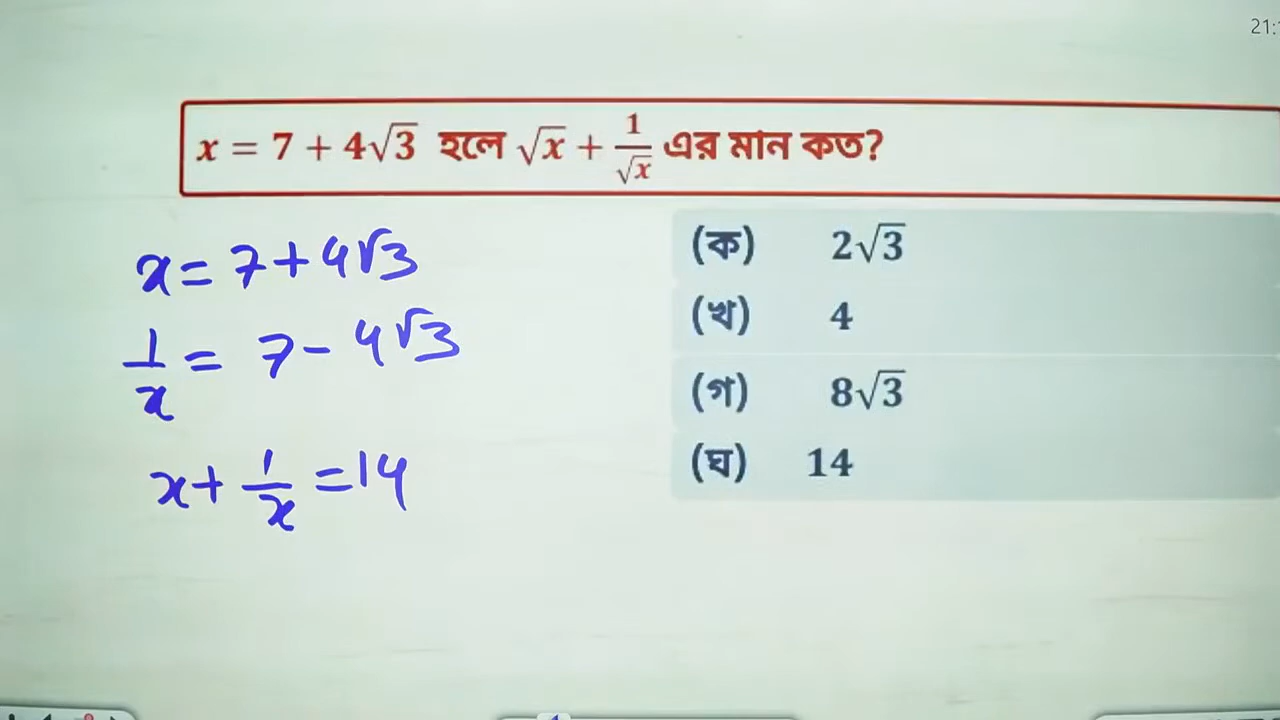 21:
x = 7 + 4√3 হলে √x + 1/√x এর মান কত?
x = 7 + 4√3
1/x = 7 - 4√3
x + 1/x = 14
(ক) 2√3
(খ) 4
(গ) 8√3
(ঘ) 14